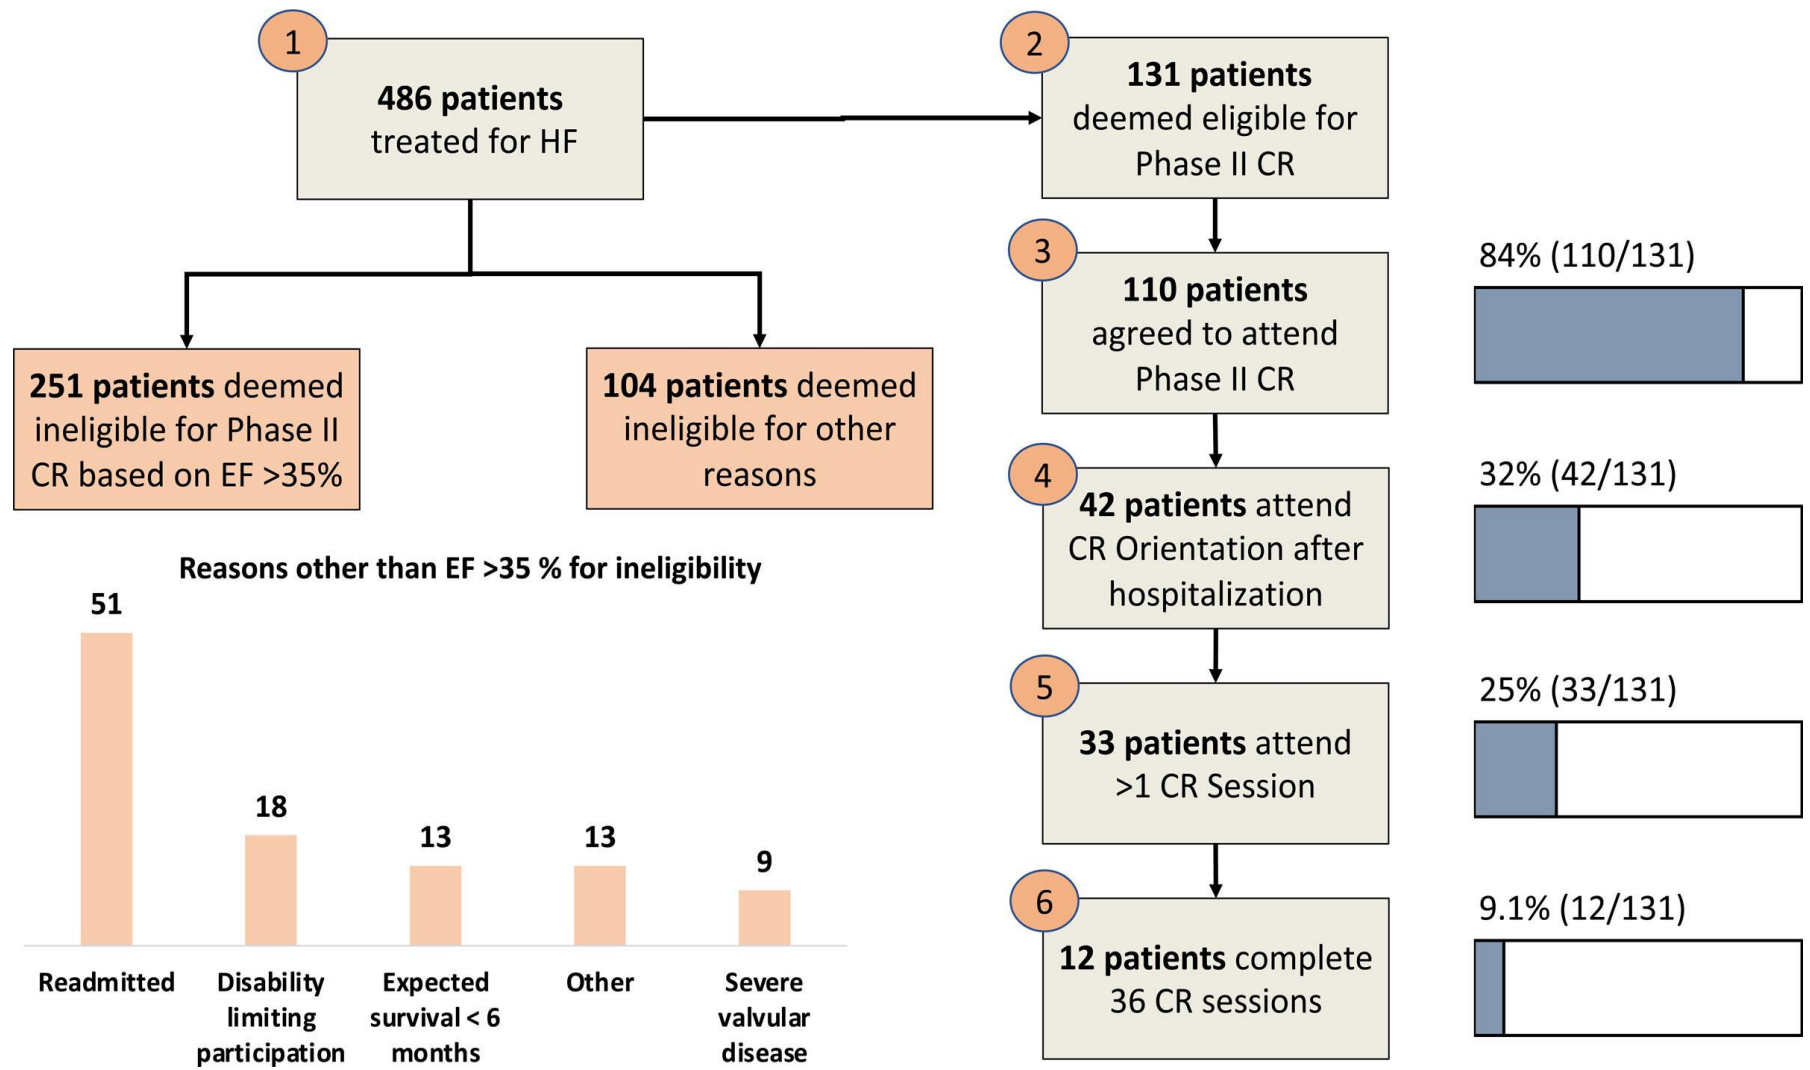 1
486 patients
treated for HF
2
131 patients
deemed eligible for
Phase II CR
3
110 patients
agreed to attend
Phase II CR
84% (110/131)
251 patients deemed
ineligible for Phase II
CR based on EF >35%
104 patients deemed
ineligible for other
reasons
4
42 patients attend
CR Orientation after
hospitalization
32% (42/131)
Reasons other than EF >35 % for ineligibility
51
18
13
13
9
Readmitted
Disability
limiting
participation
Expected
survival < 6
months
Other
Severe
valvular
disease
5
33 patients attend
>1 CR Session
25% (33/131)
6
12 patients complete
36 CR sessions
9.1% (12/131)